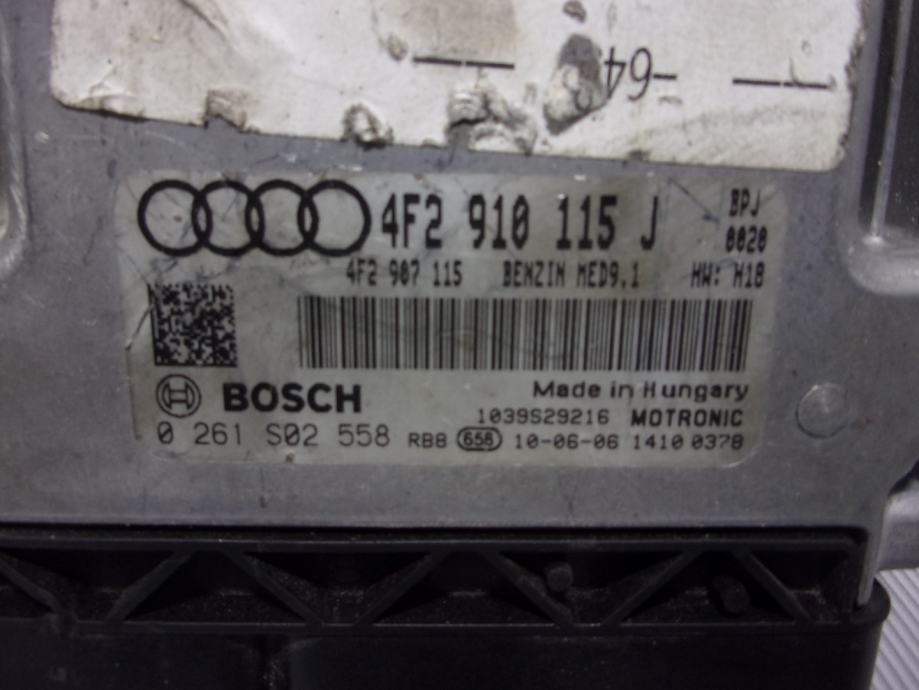 -64
4F2 910 115 J
BPJ
0020
4F2 907 115 BENZIN MED9.1 HW: H18
BOSCH
Made in Hungary
1039S29216 MOTRONIC
0 261 S02 558 RB8 658 10-06-06 1410 0378